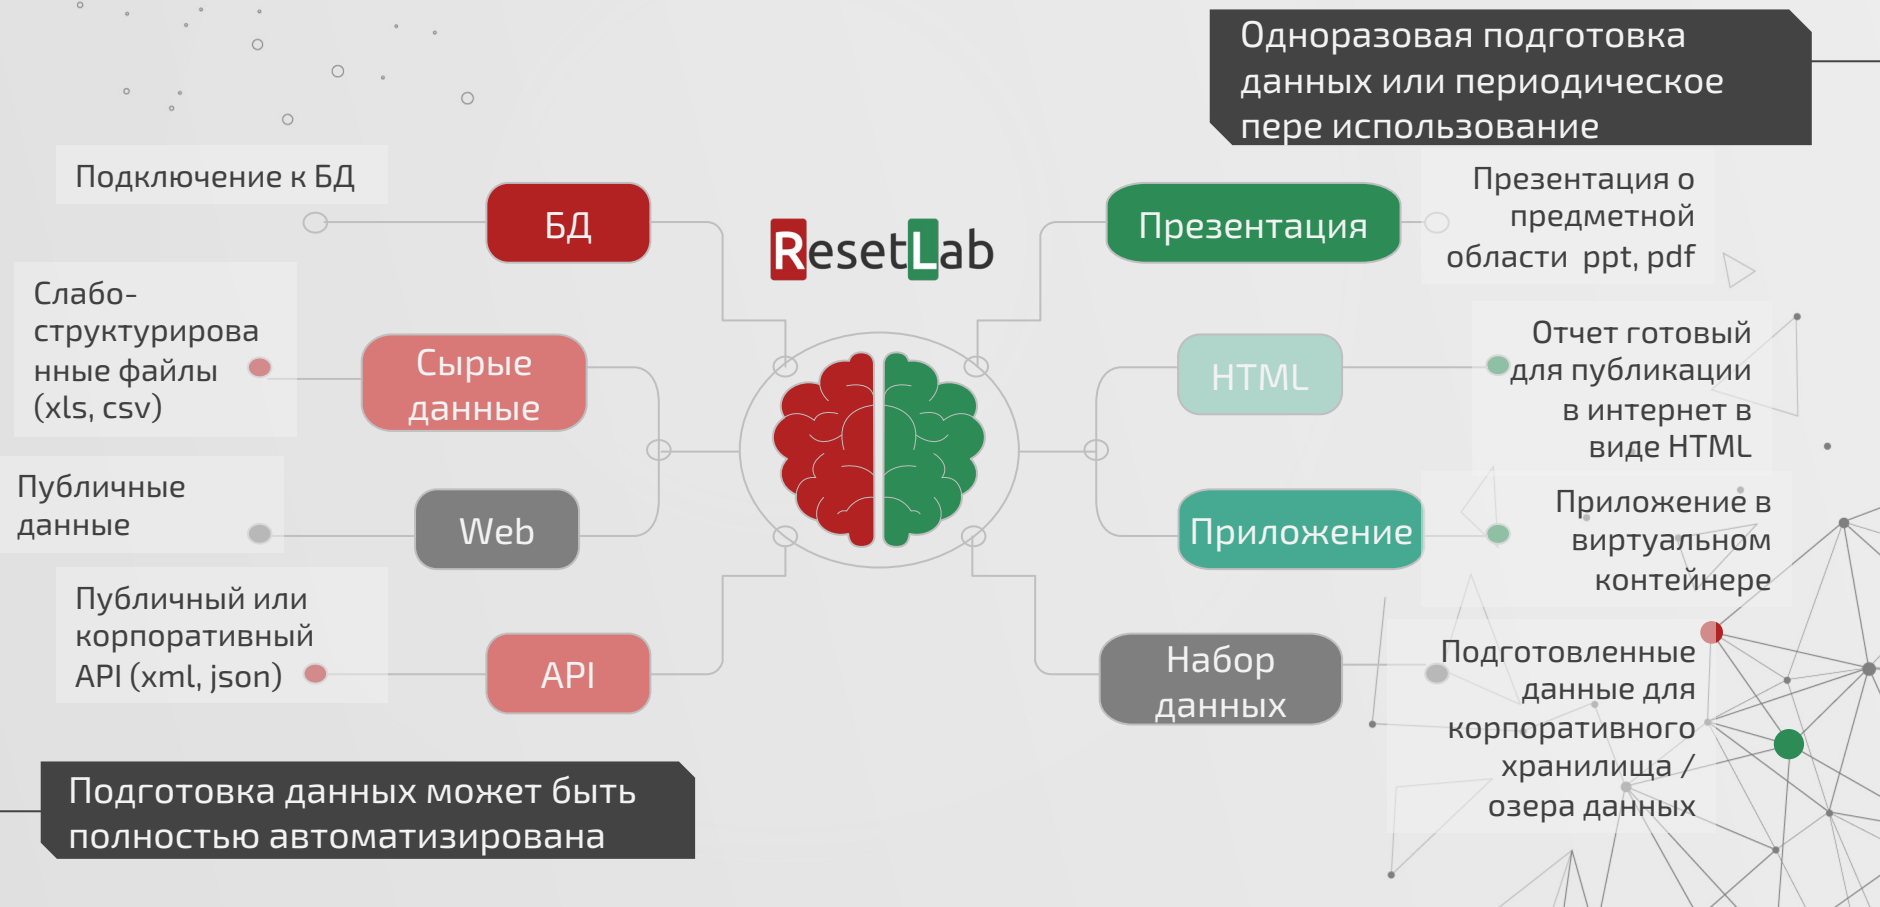 Одноразовая подготовка
данных или периодическое
пере использование
Подключение к БД
БД
ResetLab
Презентация
Презентация о
предметной
области ppt, pdf
Слабо-
структурирова
нные файлы
(xls, csv)
Сырые
данные
HTML
Отчет готовый
для публикации
в интернет в
виде HTML
Публичные
данные
Web
Приложение
Приложение в
виртуальном
контейнере
Публичный или
корпоративный
API (xml, json)
API
Набор
данных
Подготовленные
данные для
корпоративного
хранилища /
озера данных
Подготовка данных может быть
полностью автоматизирована